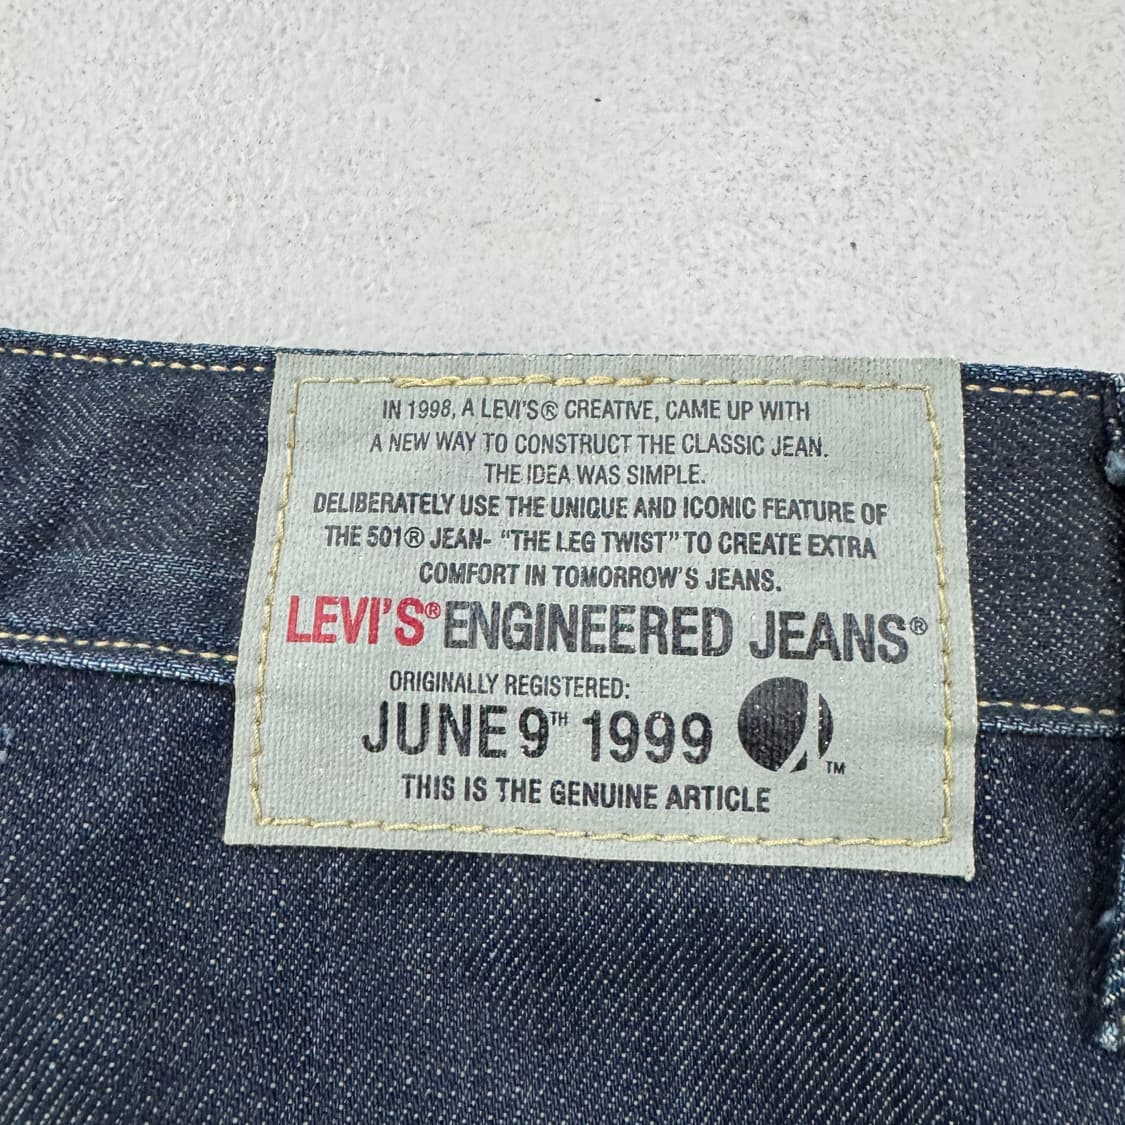 IN 1998, A LEVI'S® CREATIVE, CAME UP WITH
A NEW WAY TO CONSTRUCT THE CLASSIC JEAN.
THE IDEA WAS SIMPLE.
DELIBERATELY USE THE UNIQUE AND ICONIC FEATURE OF
THE 501® JEAN- "THE LEG TWIST" TO CREATE EXTRA
COMFORT IN TOMORROW'S JEANS.
LEVI'S® ENGINEERED JEANS®
ORIGINALLY REGISTERED:
JUNE 9TH 1999
TM
THIS IS THE GENUINE ARTICLE